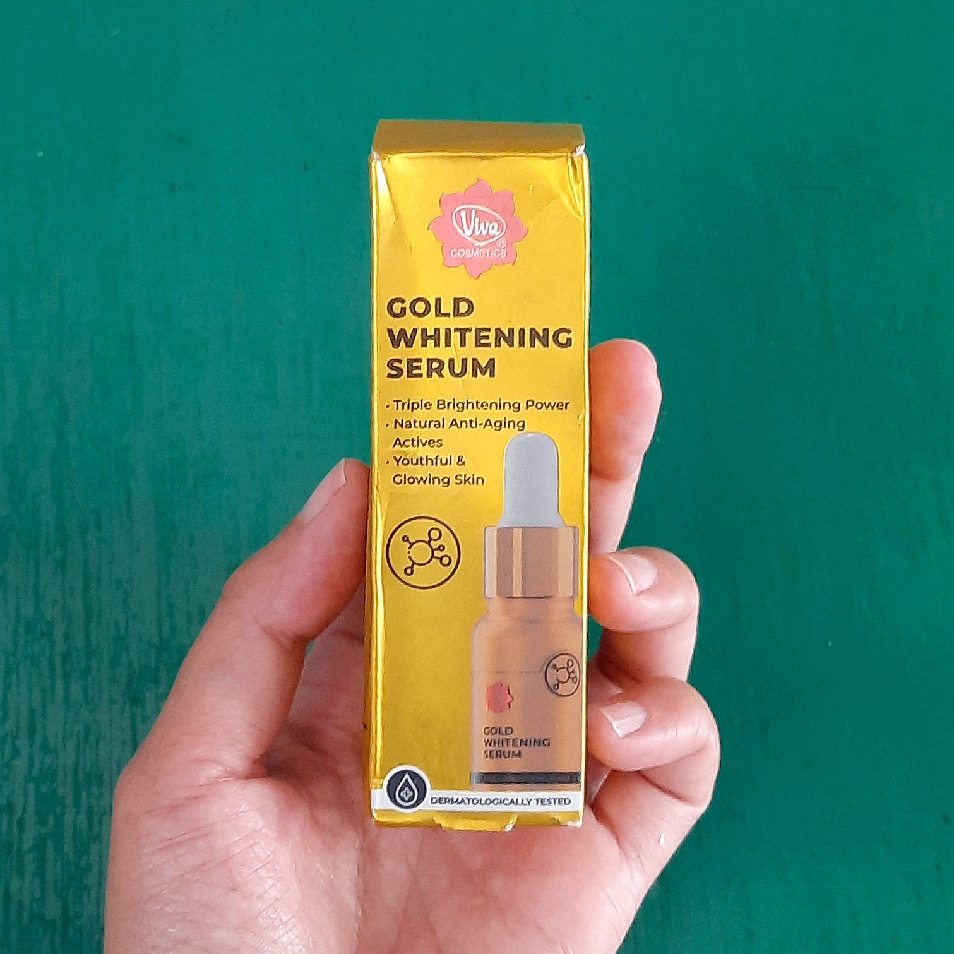 Viva
COSMETICS
GOLD
WHITENING
SERUM
• Triple Brightening Power
• Natural Anti-Aging
Actives
• Youthful &
Glowing Skin
GOLD
WHITENING
SERUM
DERMATOLOGICALLY TESTED